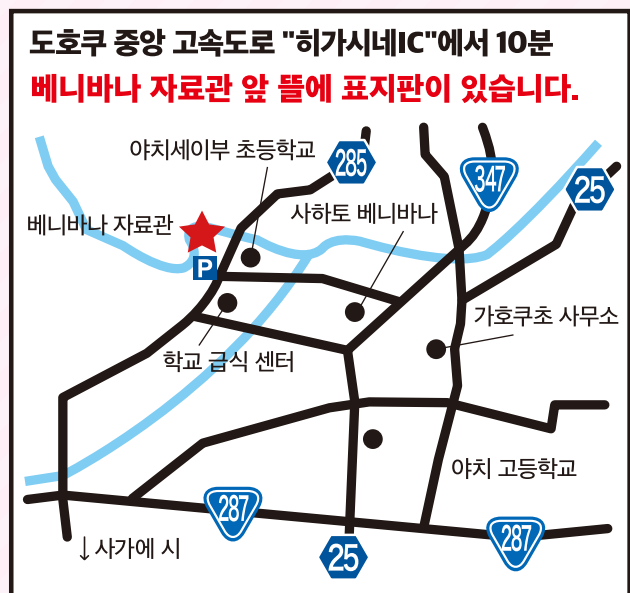 도호쿠 중앙 고속도로 "히가시네IC"에서 10분
베니바나 자료관 앞 뜰에 표지판이 있습니다.
야치세이부 초등학교
285
347
25
베니바나 자료관
사하토 베니바나
P
가호쿠초 사무소
학교 급식 센터
야치 고등학교
287
287
25
↓사가에 시